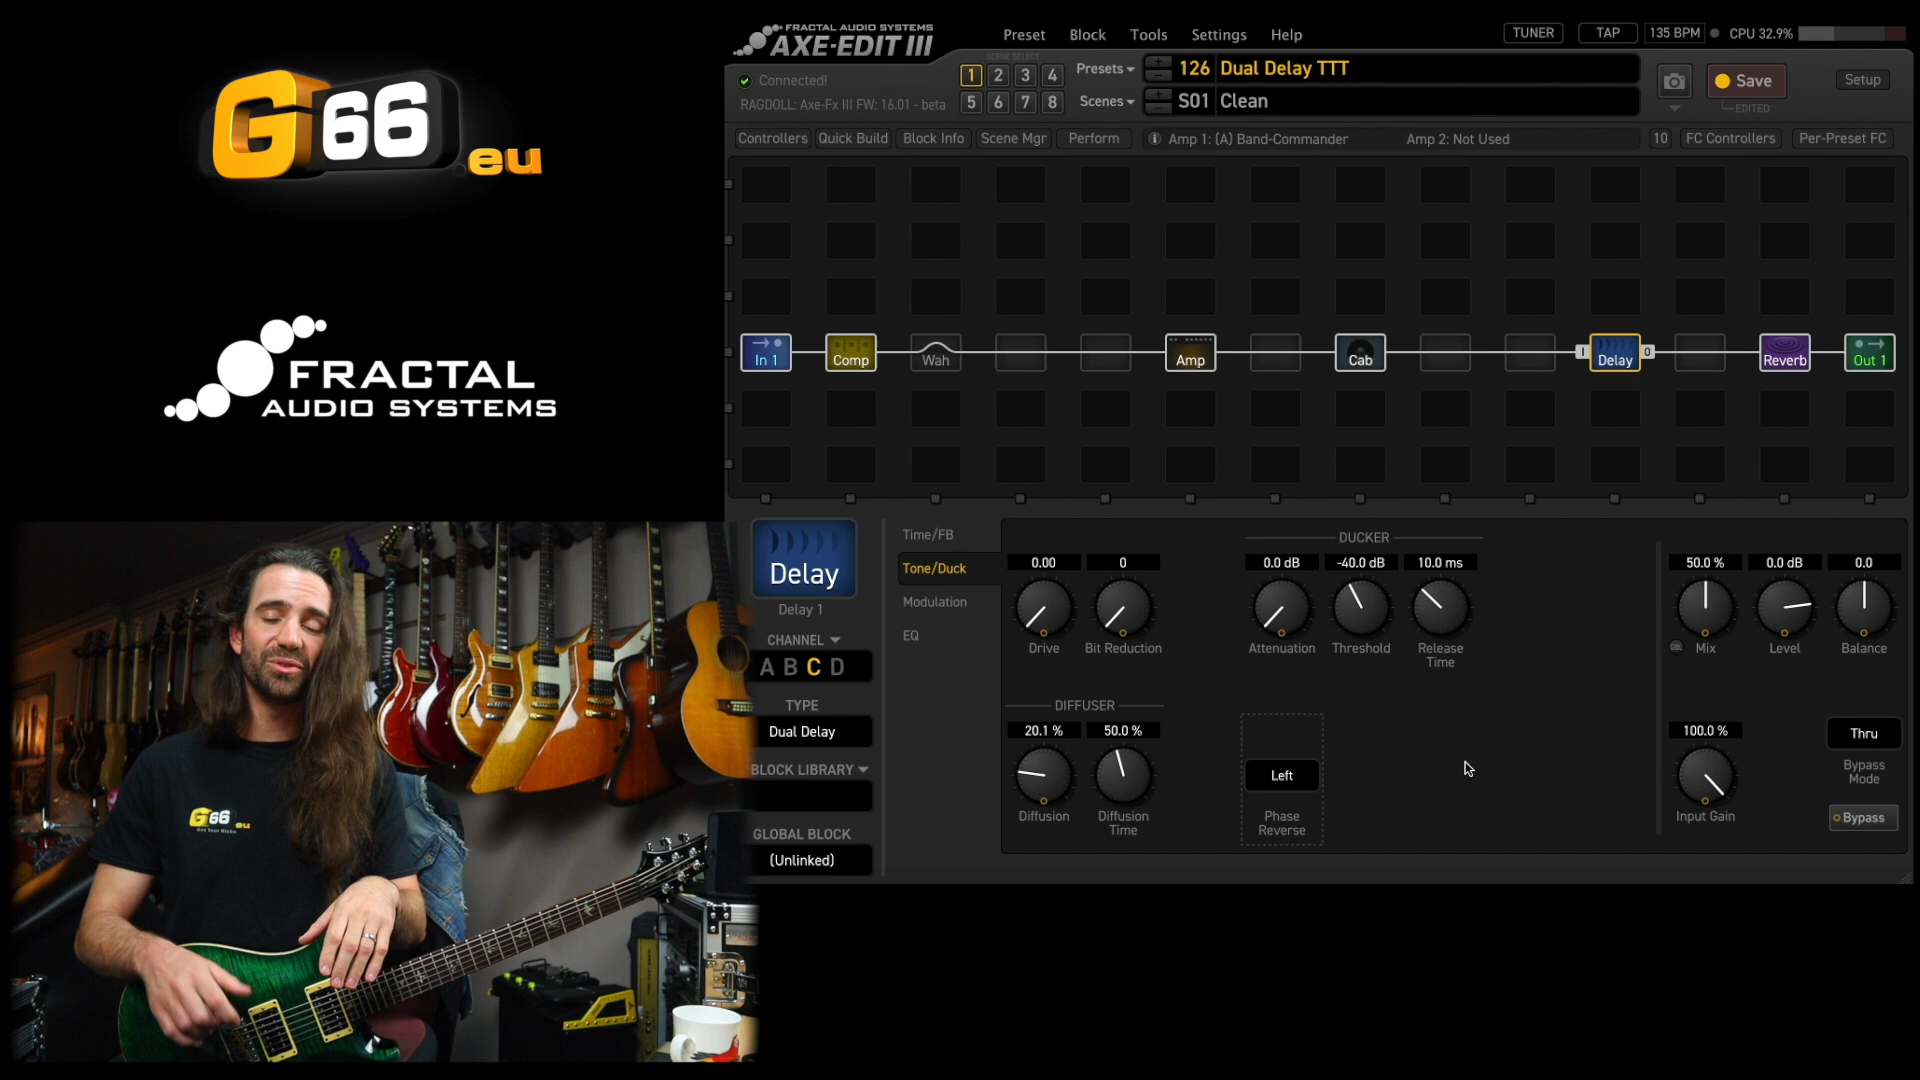 G66.eu
FRACTAL
AUDIO SYSTEMS
FRACTAL AUDIO SYSTEMS
AXE-EDIT III
Preset Block Tools Settings Help
TUNER TAP 135 BPM CPU 32.9%
Connected!
RAGDOLL: Axe-Fx III FW: 16.01 - beta
SCENE SELECT
1 2 3 4
5 6 7 8
Presets 126 Dual Delay TTT
Scenes S01 Clean
Save
EDITED
Setup
Controllers Quick Build Block Info Scene Mgr Perform Amp 1: (A) Band-Commander Amp 2: Not Used 10 FC Controllers Per-Preset FC
In 1 Comp Wah Amp Cab I Delay O Reverb Out 1
Delay
Delay 1
CHANNEL
A B C D
TYPE
Dual Delay
BLOCK LIBRARY
GLOBAL BLOCK
(Unlinked)
Time/FB
Tone/Duck
Modulation
EQ
DUCKER
0.00 0 0.0 dB -40.0 dB 10.0 ms 50.0 % 0.0 dB 0.0
Drive Bit Reduction Attenuation Threshold Release Time Mix Level Balance
DIFFUSER
20.1 % 50.0 % Left 100.0 % Thru
Diffusion Diffusion Time Phase Reverse Input Gain Bypass Mode
Bypass
G66.eu
Get Your Kicks